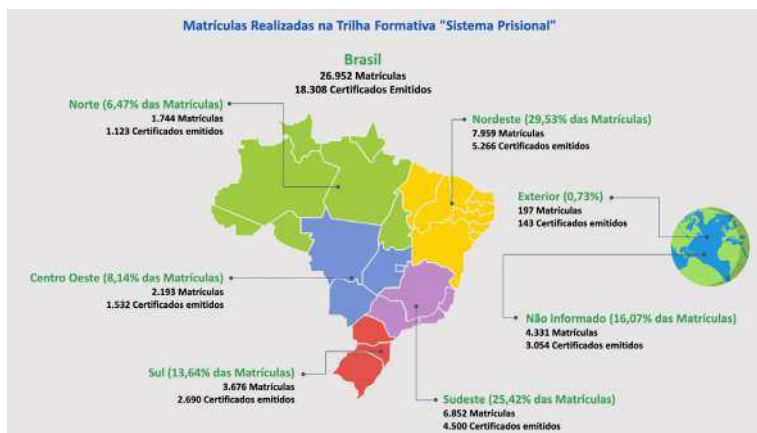 Matrículas Realizadas na Trilha Formativa "Sistema Prisional"
Brasil
26.952 Matrículas
18.308 Certificados Emitidos
Norte (6,47% das Matrículas)
1.744 Matrículas
1.123 Certificados emitidos
Nordeste (29,53% das Matrículas)
7.959 Matrículas
5.266 Certificados emitidos
Exterior (0,73%)
197 Matrículas
143 Certificados emitidos
Centro Oeste (8,14% das Matrículas)
2.193 Matrículas
1.532 Certificados emitidos
Não informado (16,07% das Matrículas)
4.331 Matrículas
3.054 Certificados emitidos
Sul (13,64% das Matrículas)
3.676 Matrículas
2.690 Certificados emitidos
Sudeste (25,42% das Matrículas)
6.852 Matrículas
4.500 Certificados emitidos